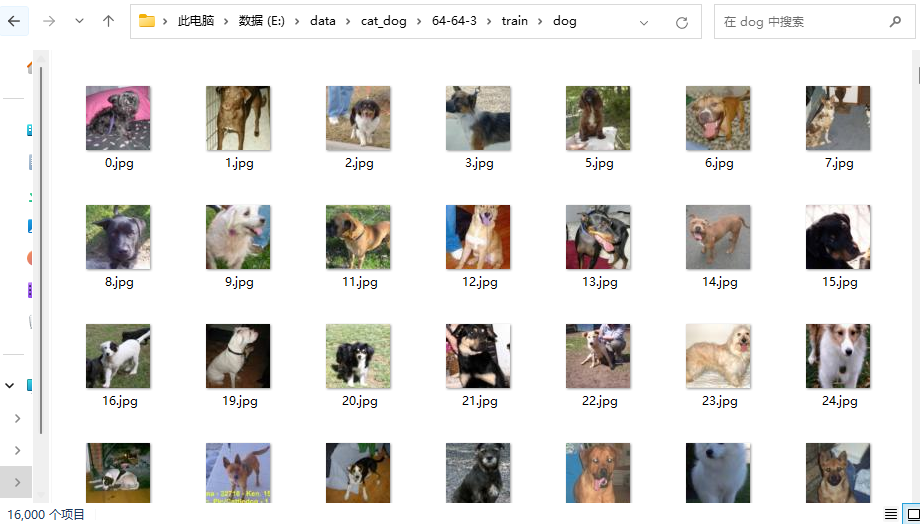 此电脑 › 数据 (E:) › data › cat_dog › 64-64-3 › train › dog
在 dog 中搜索
0.jpg 1.jpg 2.jpg 3.jpg 5.jpg 6.jpg 7.jpg
8.jpg 9.jpg 11.jpg 12.jpg 13.jpg 14.jpg 15.jpg
16.jpg 19.jpg 20.jpg 21.jpg 22.jpg 23.jpg 24.jpg
16,000 个项目